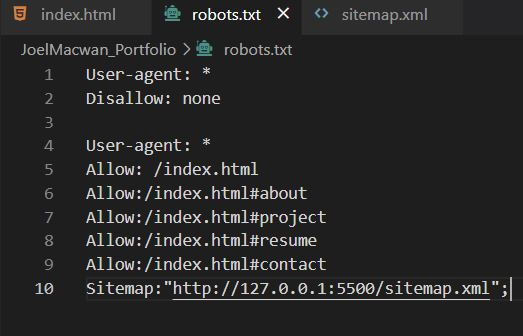 index.html robots.txt sitemap.xml
JoelMacwan_Portfolio > robots.txt
1 User-agent: *
2 Disallow: none
3
4 User-agent: *
5 Allow: /index.html
6 Allow:/index.html#about
7 Allow:/index.html#project
8 Allow:/index.html#resume
9 Allow:/index.html#contact
10 Sitemap:"http://127.0.0.1:5500/sitemap.xml";